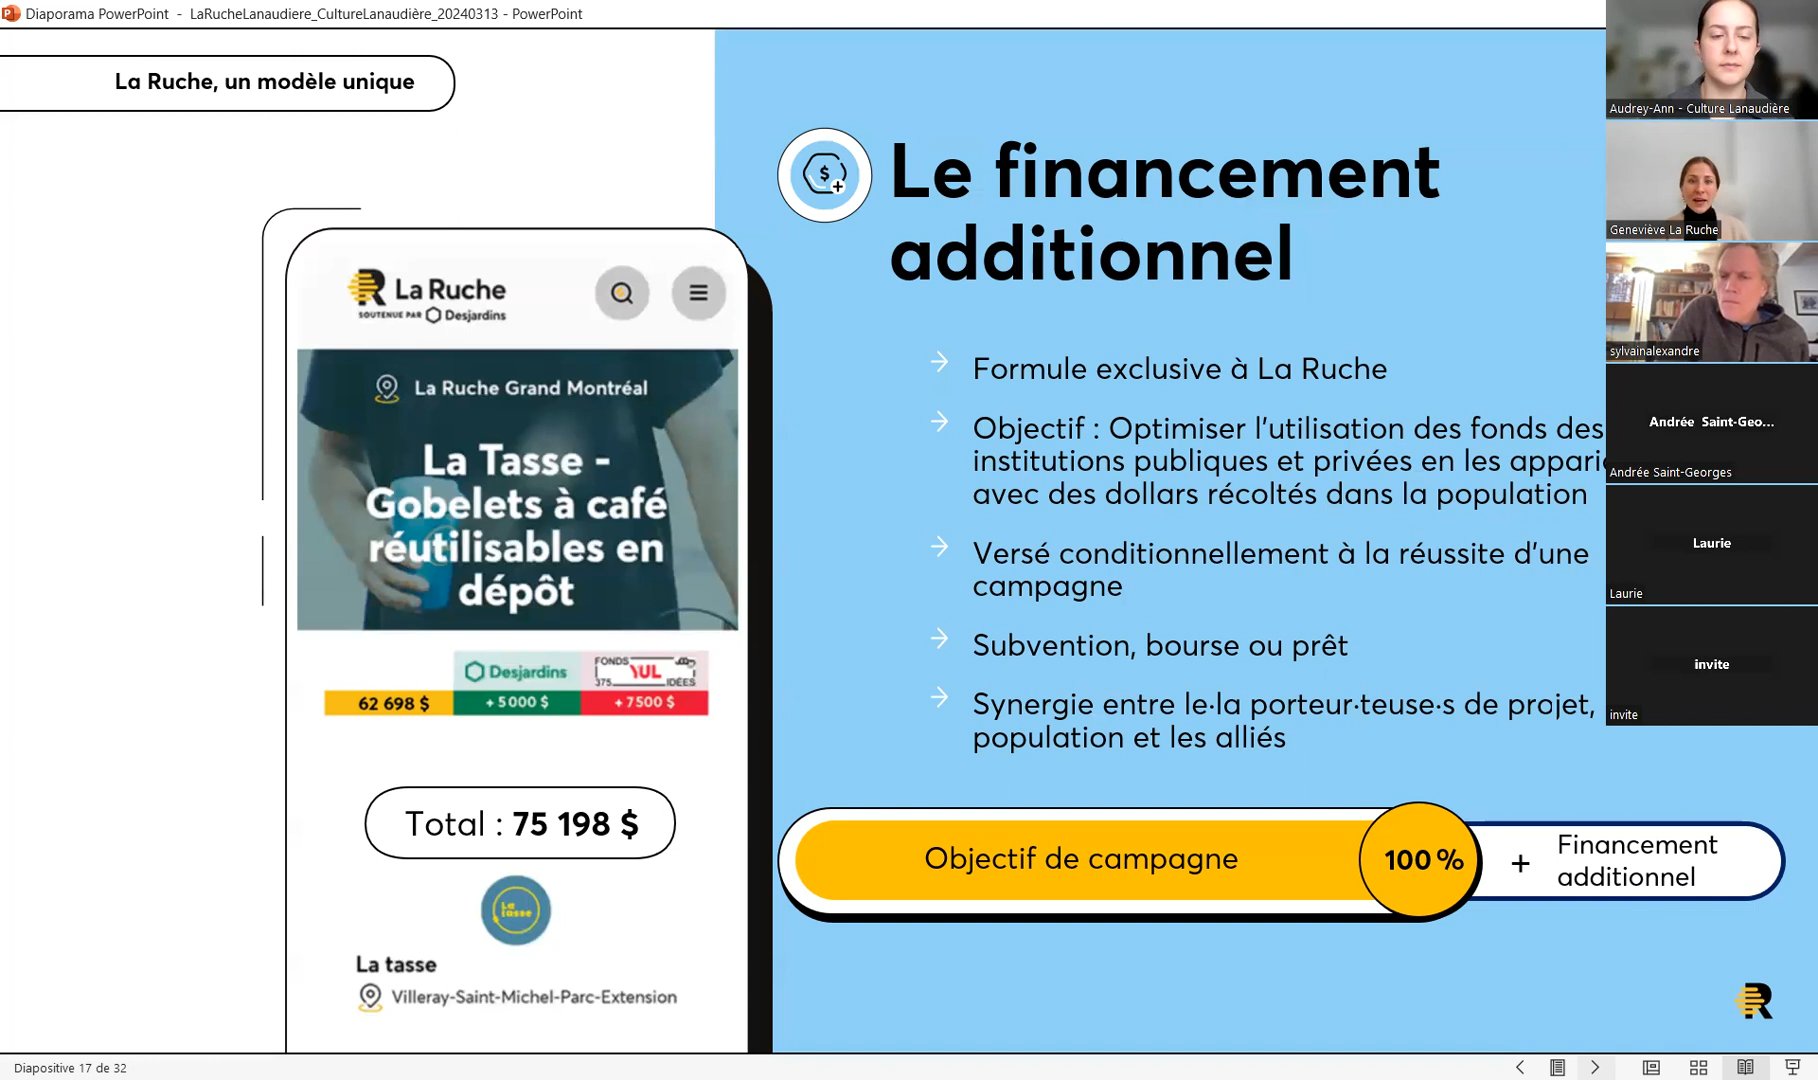 Diaporama PowerPoint - LaRucheLanaudiere_CultureLanaudière_20240313 - PowerPoint
La Ruche, un modèle unique
La Ruche
SOUTENUE PAR Desjardins
La Ruche Grand Montréal
La Tasse -
Gobelets à café
réutilisables en
dépôt
Desjardins
FONDS
375 YUL IDÉES
62 698 $ + 5 000 $ + 7 500 $
Total : 75 198 $
La tasse
La tasse
Villeray-Saint-Michel-Parc-Extension
$
Le financement
additionnel
→ Formule exclusive à La Ruche
→ Objectif : Optimiser l'utilisation des fonds des
institutions publiques et privées en les appari
avec des dollars récoltés dans la population
→ Versé conditionnellement à la réussite d'une
campagne
→ Subvention, bourse ou prêt
→ Synergie entre le·la porteur·teuse·s de projet,
population et les alliés
Objectif de campagne 100 % + Financement
additionnel
Audrey-Ann - Culture Lanaudière
Geneviève La Ruche
sylvainalexandre
Andrée Saint-Geo...
Andrée Saint-Georges
Laurie
Laurie
invite
invite
Diapositive 17 de 32